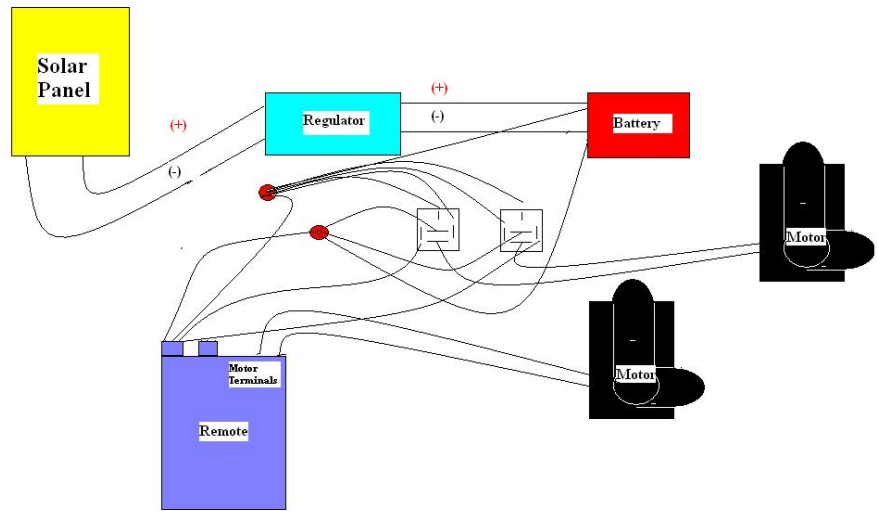 Solar
Panel
(+)
(-)
Regulator
(+)
(-)
Battery
Motor
Motor
Motor
Terminals
Remote